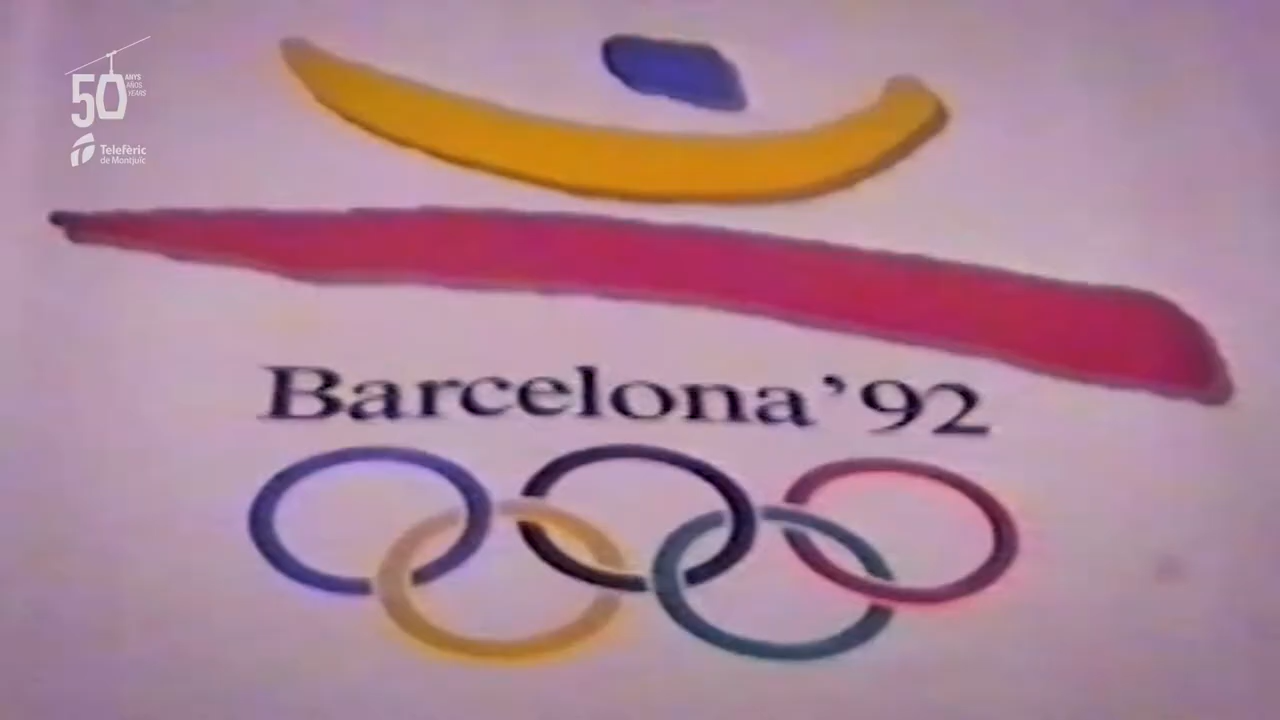 50
ANYS
AÑOS
YEARS
Telefèric
de Montjuïc
Barcelona '92